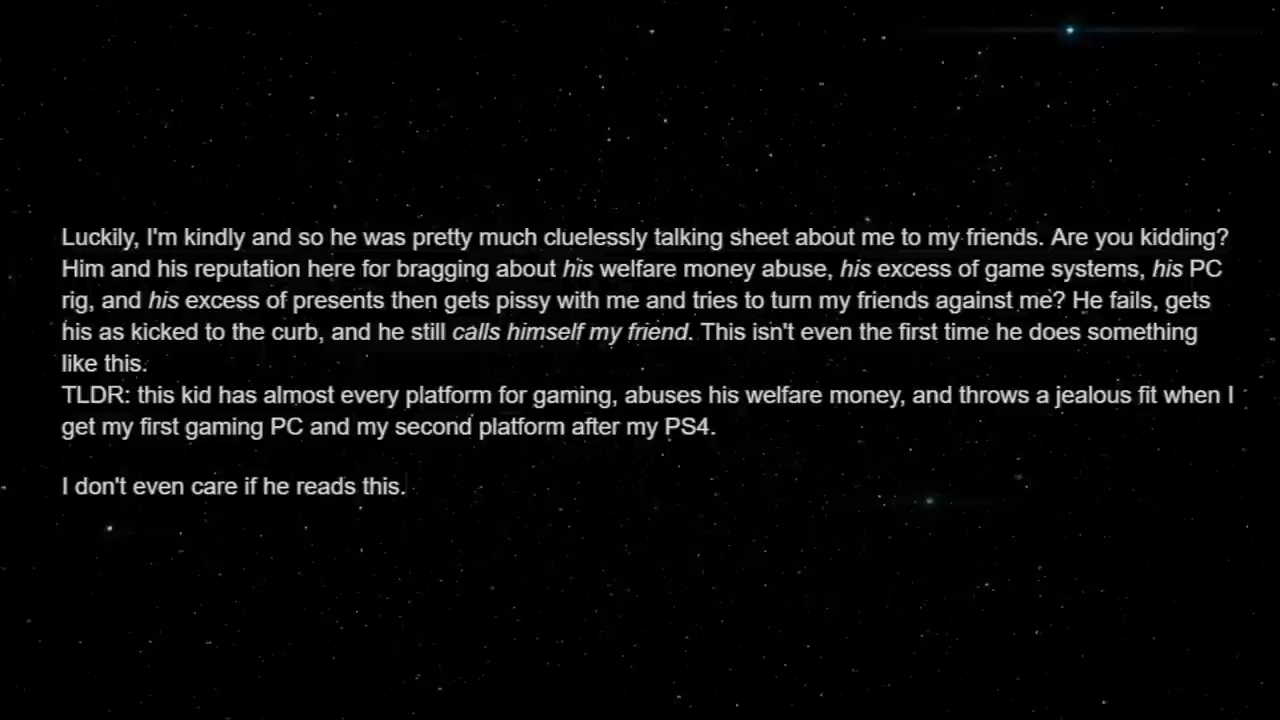 Luckily, I'm kindly and so he was pretty much cluelessly talking sheet about me to my friends. Are you kidding?
Him and his reputation here for bragging about his welfare money abuse, his excess of game systems, his PC
rig, and his excess of presents then gets pissy with me and tries to turn my friends against me? He fails, gets
his as kicked to the curb, and he still calls himself my friend. This isn't even the first time he does something
like this.
TLDR: this kid has almost every platform for gaming, abuses his welfare money, and throws a jealous fit when I
get my first gaming PC and my second platform after my PS4.
I don't even care if he reads this.